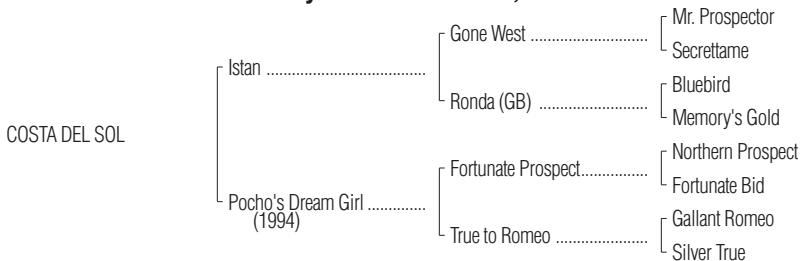 Mr. Prospector
Gone West ......................
Secrettame
Istan ......................................
Bluebird
Ronda (GB) ....................
Memory's Gold
COSTA DEL SOL
Northern Prospect
Fortunate Prospect................
Fortunate Bid
Pocho's Dream Girl ..............
(1994)
Gallant Romeo
True to Romeo ......................
Silver True